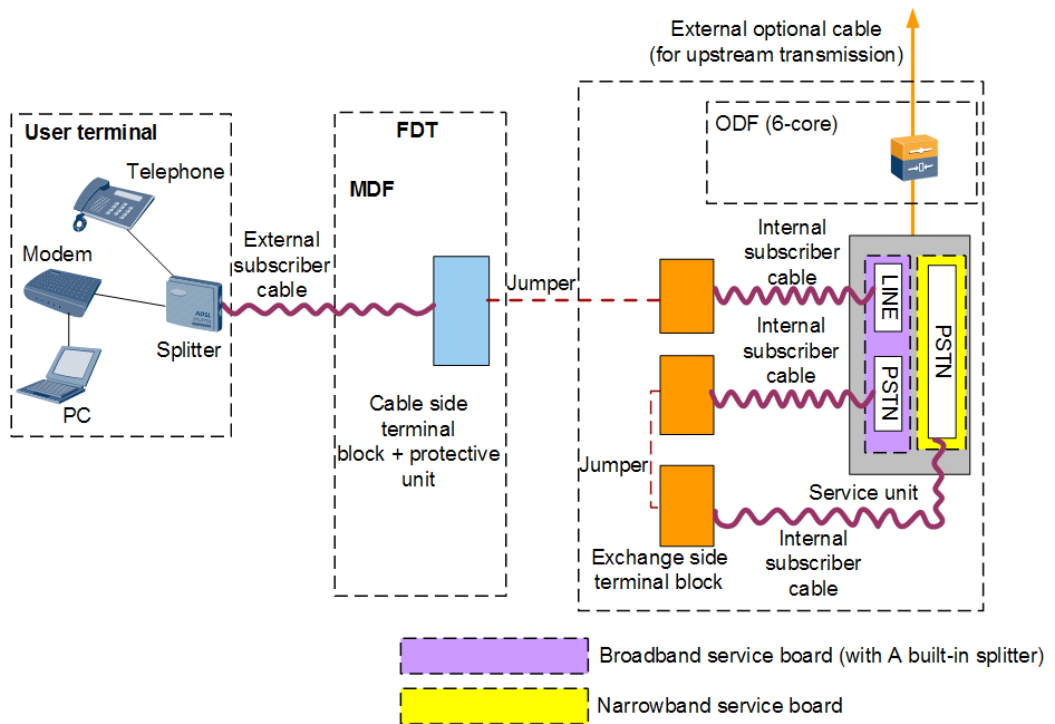 External optional cable
(for upstream transmission)
User terminal
FDT
ODF (6-core)
Telephone
MDF
Modem
External
subscriber
cable
Internal
subscriber
cable
Jumper
LINE
Splitter
Internal
subscriber
cable
PSTN
PSTN
PC
Cable side
terminal
block + protective
unit
Jumper
Service unit
Exchange side
terminal block
Internal
subscriber
cable
Broadband service board (with A built-in splitter)
Narrowband service board